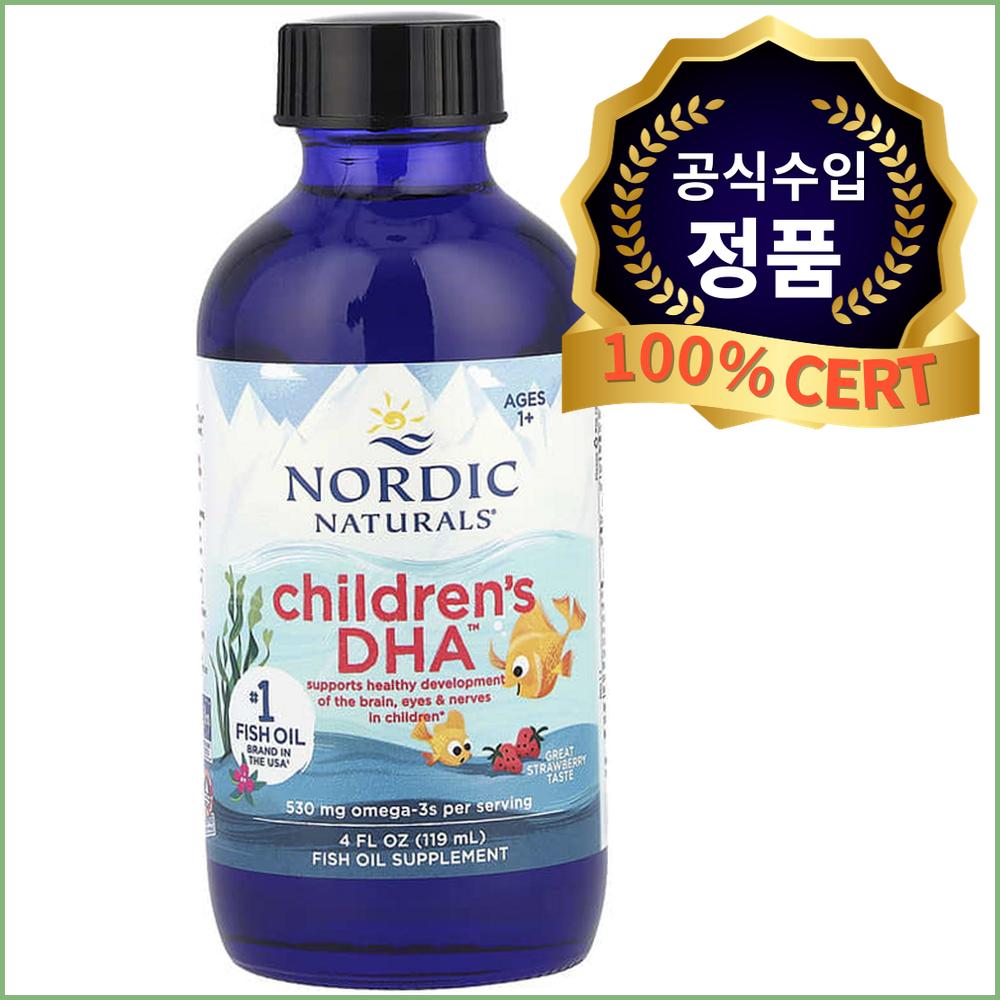 공식수입
정품
100% CERT
AGES
1+
NORDIC
NATURALS®
children's
DHA™
supports healthy development
of the brain, eyes & nerves
in children*
#1
FISH OIL
BRAND IN
THE USA¹
GREAT
STRAWBERRY
TASTE
530 mg omega-3s per serving
4 FL OZ (119 mL)
FISH OIL SUPPLEMENT